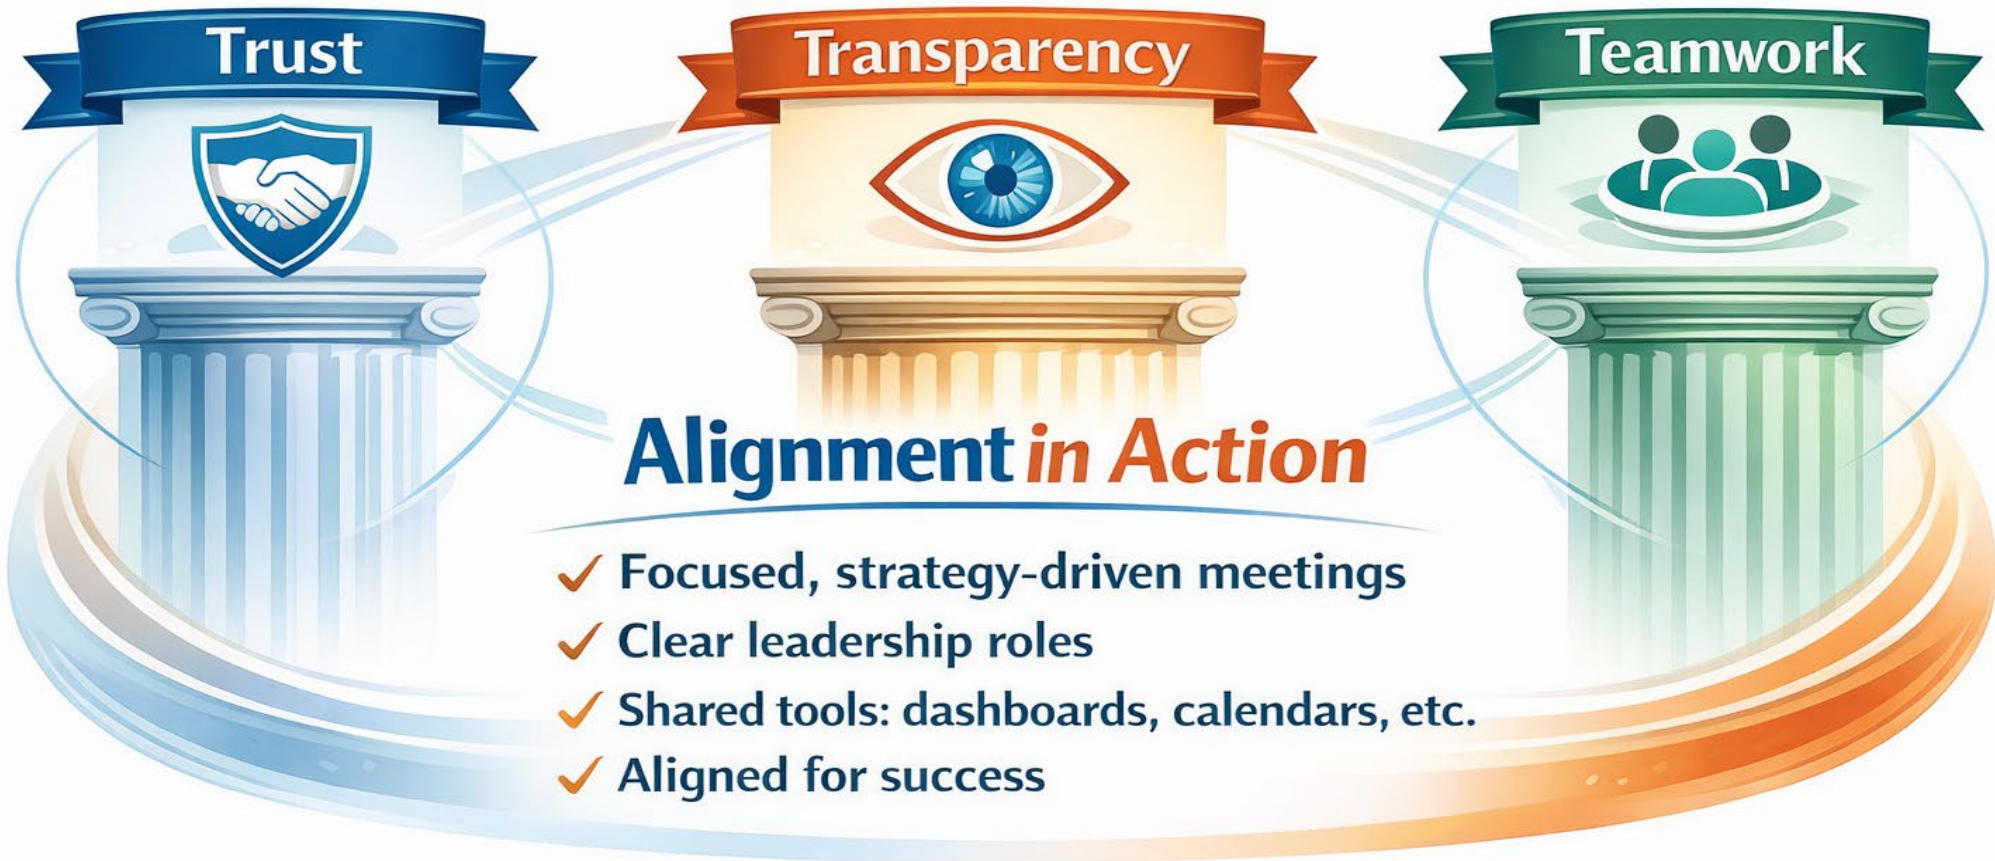 Trust
Transparency
Teamwork
Alignment in Action
Focused, strategy-driven meetings
Clear leadership roles
Shared tools: dashboards, calendars, etc.
Aligned for success